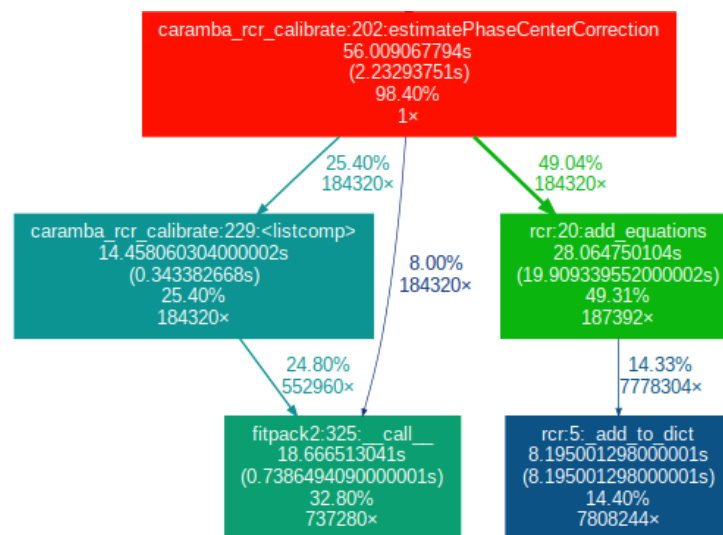 caramba_rcr_calibrate:202:estimatePhaseCenterCorrection
56.009067794s
(2.23293751s)
98.40%
1×
25.40%
184320×
49.04%
184320×
caramba_rcr_calibrate:229:<listcomp>
14.458060304000002s
(0.343382668s)
25.40%
184320×
8.00%
184320×
rcr:20:add_equations
28.064750104s
(19.909339552000002s)
49.31%
187392×
24.80%
552960×
14.33%
7778304×
fitpack2:325:__call__
18.666513041s
(0.7386494090000001s)
32.80%
737280×
rcr:5:_add_to_dict
8.195001298000001s
(8.195001298000001s)
14.40%
7808244×